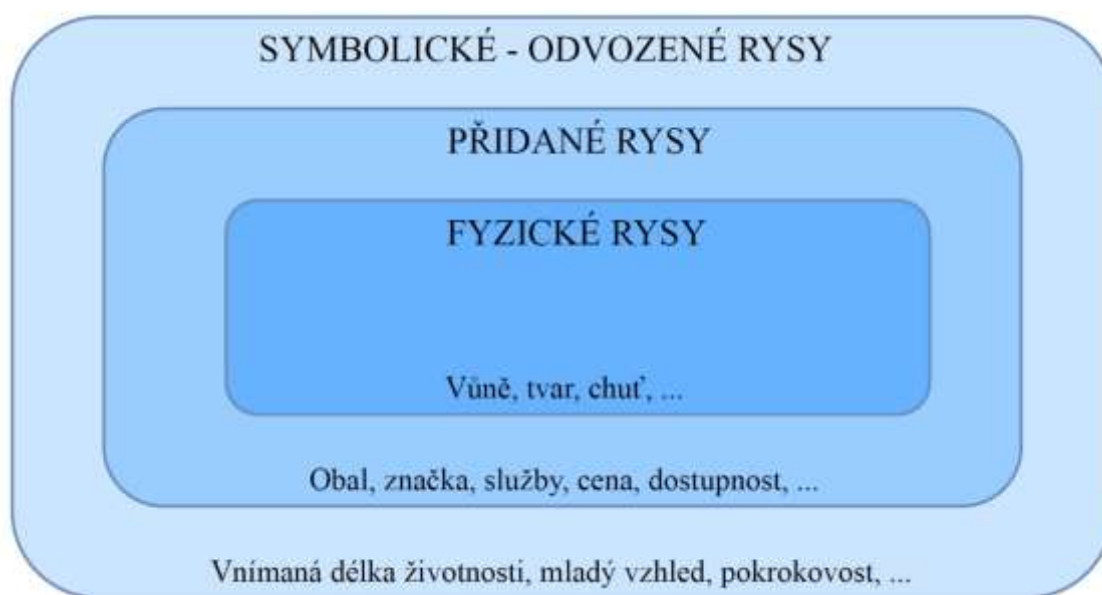 SYMBOLICKÉ - ODVOZENÉ RYSY
PŘIDANÉ RYSY
FYZICKÉ RYSY
Vůně, tvar, chuť, ...
Obal, značka, služby, cena, dostupnost, ...
Vnímaná délka životnosti, mladý vzhled, pokrokovost, ...